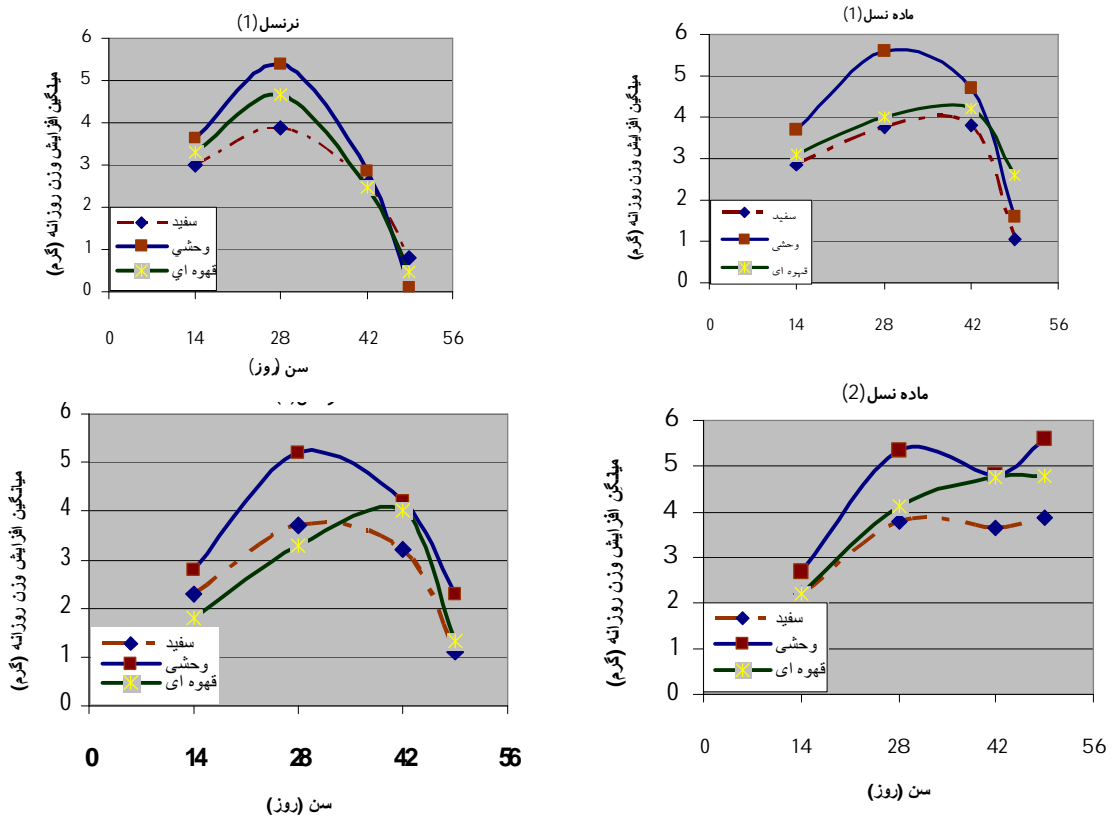 نرنسل(1)
میانگین افزایش وزن روزانه (گرم)
6
5
4
3
2
1
0
سفید
وحشي
قهوه اي
0 14 28 42 56
سن (روز)
ماده نسل(1)
میانگین افزایش وزن روزانه (گرم)
6
5
4
3
2
1
0
سفید
وحشی
قهوه ای
0 14 28 42 56
میانگین افزایش وزن روزانه (گرم)
6
5
4
3
2
1
0
سفید
وحشی
قهوه ای
0 14 28 42 56
سن (روز)
ماده نسل(2)
میانگین افزایش وزن روزانه (گرم)
6
5
4
3
2
1
0
سفید
وحشی
قهوه ای
0 14 28 42 56
سن (روز)